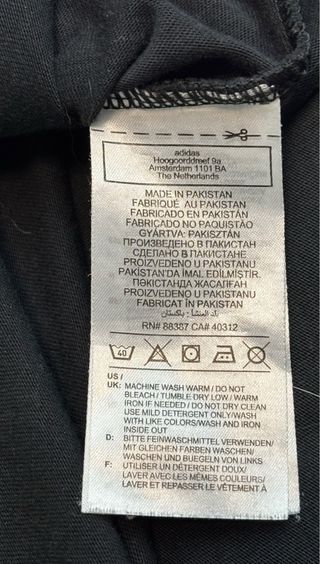 adidas
Hoogoorddreef 9a
Amsterdam 1101 BA
The Netherlands
MADE IN PAKISTAN
FABRIQUÉ AU PAKISTAN
FABRICADO EN PAKISTÁN
FABRICADO NO PAQUISTÃO
GYÁRTVA: PAKISZTÁN
ПРОИЗВЕДЕНО В ПАКИСТАН
СДЕЛАНО В ПАКИСТАНЕ
PROIZVEDENO U PAKISTANU
PAKISTAN'DA İMAL EDİLMİŞTİR.
ПӘКІСТАНДА ЖАСАЛҒАН
PROIZVEDENO U PAKISTANU
FABRICAT ÎN PAKISTAN
بلد المنشأ - باكستان
RN# 88387 CA# 40312
40
US /
UK: MACHINE WASH WARM / DO NOT
BLEACH / TUMBLE DRY LOW / WARM
IRON IF NEEDED / DO NOT DRY CLEAN
USE MILD DETERGENT ONLY/WASH
WITH LIKE COLORS/WASH AND IRON
INSIDE OUT
D: BITTE FEINWASCHMITTEL VERWENDEN/
MIT GLEICHEN FARBEN WASCHEN/
WASCHEN UND BUEGELN VON LINKS
F: UTILISER UN DÉTERGENT DOUX/
LAVER AVEC LES MÊMES COULEURS/
LAVER ET REPASSER LE VÊTEMENT À